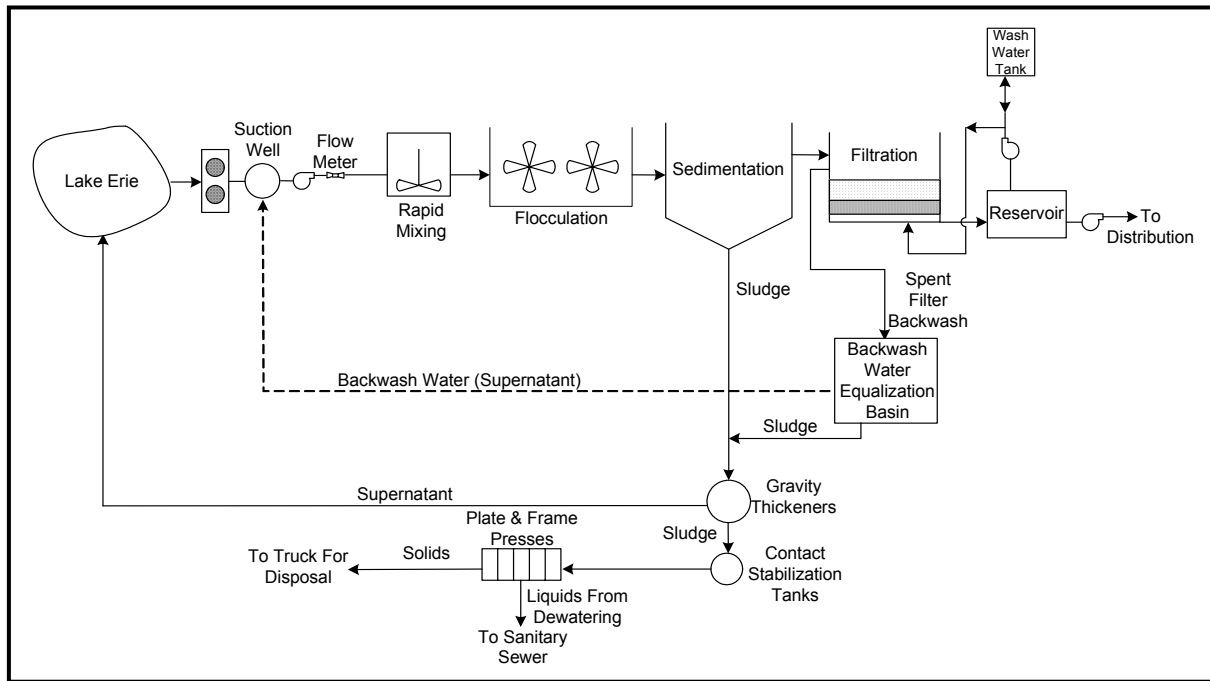 Wash
Water
Tank
Suction
Well
Flow
Meter
Lake Erie
Sedimentation
Filtration
Rapid
Mixing
Flocculation
Reservoir
To
Distribution
Sludge
Spent
Filter
Backwash
Backwash
Water
Equalization
Basin
Backwash Water (Supernatant)
Sludge
Supernatant
Gravity
Thickeners
Plate & Frame
Presses
Sludge
To Truck For
Disposal
Solids
Contact
Stabilization
Tanks
Liquids From
Dewatering
To Sanitary
Sewer